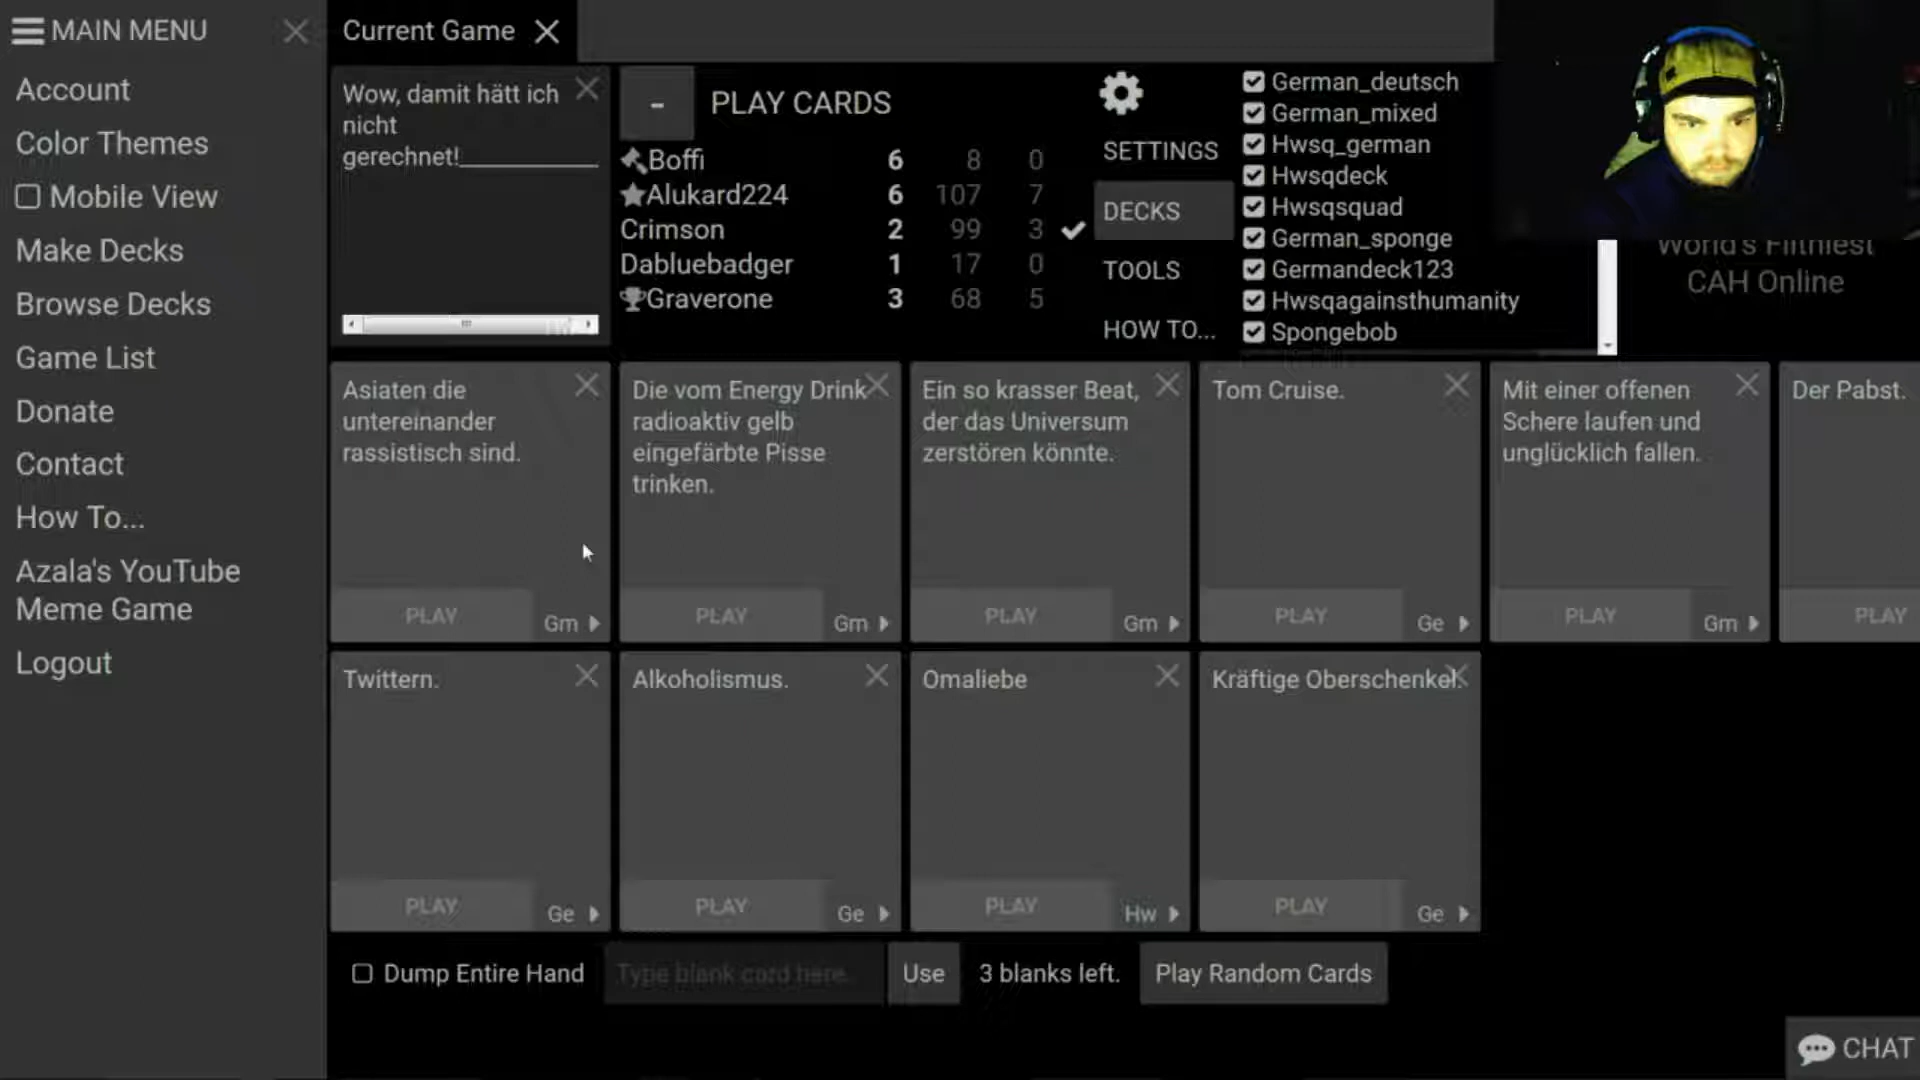 MAIN MENU
Account
Color Themes
Mobile View
Make Decks
Browse Decks
Game List
Donate
Contact
How To...
Azala's YouTube
Meme Game
Logout
Current Game
Wow, damit hätt ich
nicht
gerechnet!____________
-
PLAY CARDS
Boffi 6 8 0
Alukard224 6 107 7
Crimson 2 99 3
Dabluebadger 1 17 0
Graverone 3 68 5
SETTINGS
DECKS
TOOLS
HOW TO...
German_deutsch
German_mixed
Hwsq_german
Hwsqdeck
Hwsqsquad
German_sponge
Germandeck123
Hwsqagainsthumanity
Spongebob
World's Filthiest
CAH Online
Asiaten die
untereinander
rassistisch sind.
PLAY Gm
Die vom Energy Drink
radioaktiv gelb
eingefärbte Pisse
trinken.
PLAY Gm
Ein so krasser Beat,
der das Universum
zerstören könnte.
PLAY Gm
Tom Cruise.
PLAY Ge
Mit einer offenen
Schere laufen und
unglücklich fallen.
PLAY Gm
Der Pabst.
PLAY
Twittern.
PLAY Ge
Alkoholismus.
PLAY Ge
Omaliebe
PLAY Hw
Kräftige Oberschenkel.
PLAY Ge
Dump Entire Hand
Type blank card here.
Use
3 blanks left.
Play Random Cards
CHAT